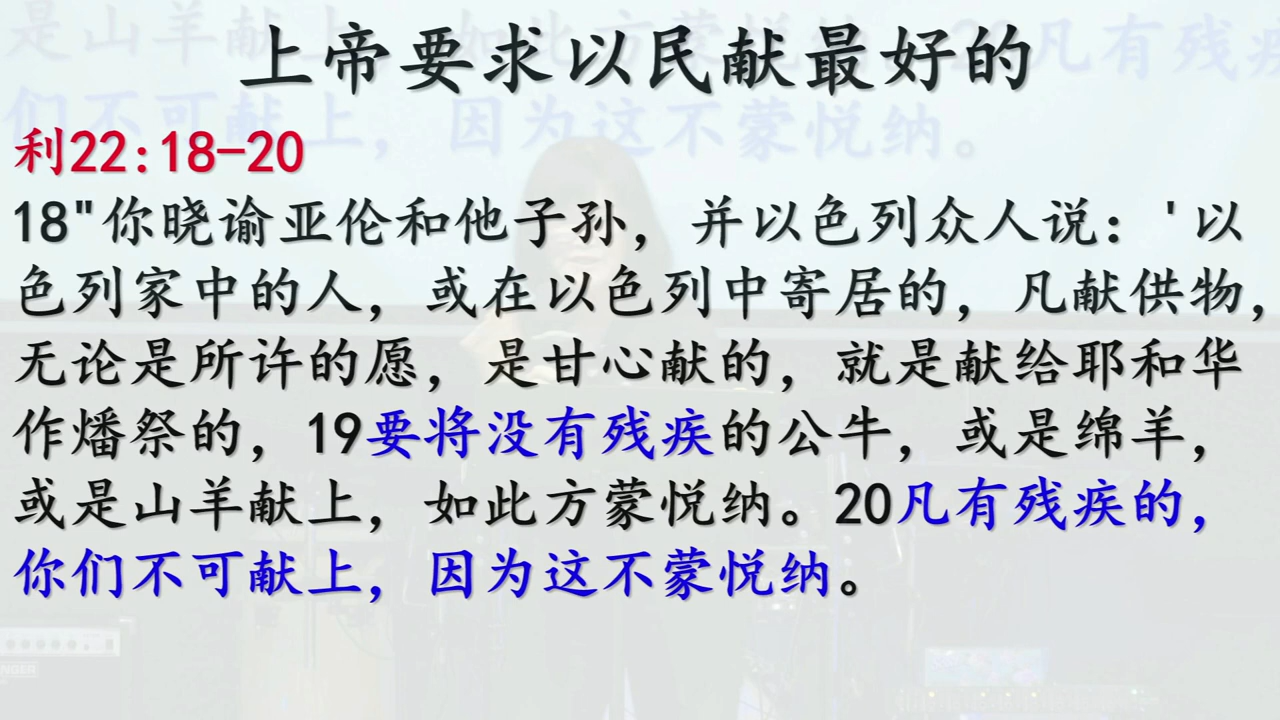 上帝要求以民献最好的
利22:18-20
18"你晓谕亚伦和他子孙，并以色列众人说：'以
色列家中的人，或在以色列中寄居的，凡献供物，
无论是所许的愿，是甘心献的，就是献给耶和华
作燔祭的，19要将没有残疾的公牛，或是绵羊，
或是山羊献上，如此方蒙悦纳。20凡有残疾的，
你们不可献上，因为这不蒙悦纳。